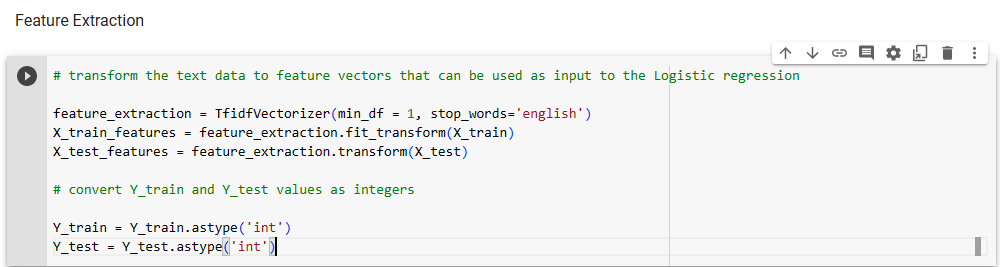 Feature Extraction
# transform the text data to feature vectors that can be used as input to the Logistic regression
feature_extraction = TfidfVectorizer(min_df = 1, stop_words='english')
X_train_features = feature_extraction.fit_transform(X_train)
X_test_features = feature_extraction.transform(X_test)
# convert Y_train and Y_test values as integers
Y_train = Y_train.astype('int')
Y_test = Y_test.astype('int')